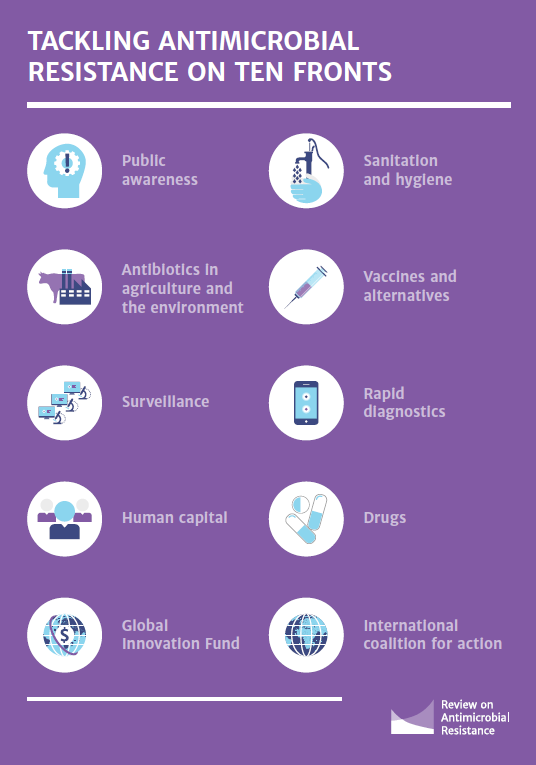 TACKLING ANTIMICROBIAL
RESISTANCE ON TEN FRONTS
Public
awareness
Sanitation
and hygiene
Antibiotics in
agriculture and
the environment
Vaccines and
alternatives
Surveillance
Rapid
diagnostics
Human capital
Drugs
$
Global
Innovation Fund
International
coalition for action
Review on
Antimicrobial
Resistance